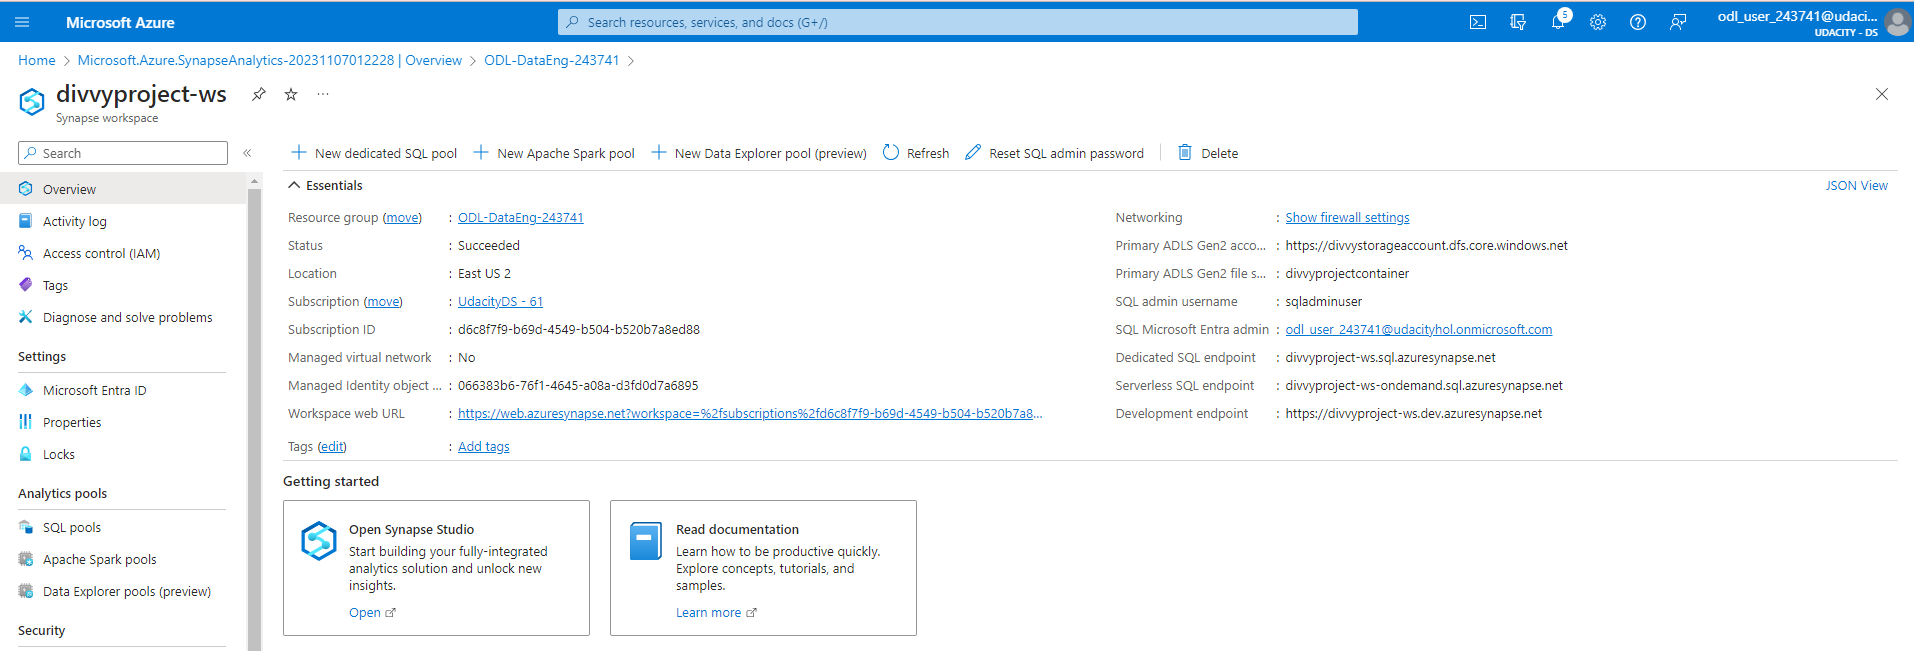 Microsoft Azure
Search resources, services, and docs (G+/)
5
odl_user_243741@udaci...
UDACITY - DS
Home > Microsoft.Azure.SynapseAnalytics-20231107012228 | Overview > ODL-DataEng-243741 >
divvyproject-ws
Synapse workspace
Search
Overview
Activity log
Access control (IAM)
Tags
Diagnose and solve problems
Settings
Microsoft Entra ID
Properties
Locks
Analytics pools
SQL pools
Apache Spark pools
Data Explorer pools (preview)
Security
New dedicated SQL pool New Apache Spark pool New Data Explorer pool (preview) Refresh Reset SQL admin password Delete
Essentials
JSON View
Resource group (move) : ODL-DataEng-243741
Status : Succeeded
Location : East US 2
Subscription (move) : UdacityDS - 61
Subscription ID : d6c8f7f9-b69d-4549-b504-b520b7a8ed88
Managed virtual network : No
Managed Identity object ... : 066383b6-76f1-4645-a08a-d3fd0d7a6895
Workspace web URL : https://web.azuresynapse.net?workspace=%2fsubscriptions%2fd6c8f7f9-b69d-4549-b504-b520b7a8...
Tags (edit) : Add tags
Networking : Show firewall settings
Primary ADLS Gen2 acco... : https://divvystorageaccount.dfs.core.windows.net
Primary ADLS Gen2 file s... : divvyprojectcontainer
SQL admin username : sqladminuser
SQL Microsoft Entra admin : odl_user_243741@udacityhol.onmicrosoft.com
Dedicated SQL endpoint : divvyproject-ws.sql.azuresynapse.net
Serverless SQL endpoint : divvyproject-ws-ondemand.sql.azuresynapse.net
Development endpoint : https://divvyproject-ws.dev.azuresynapse.net
Getting started
Open Synapse Studio
Start building your fully-integrated
analytics solution and unlock new
insights.
Open
Read documentation
Learn how to be productive quickly.
Explore concepts, tutorials, and
samples.
Learn more